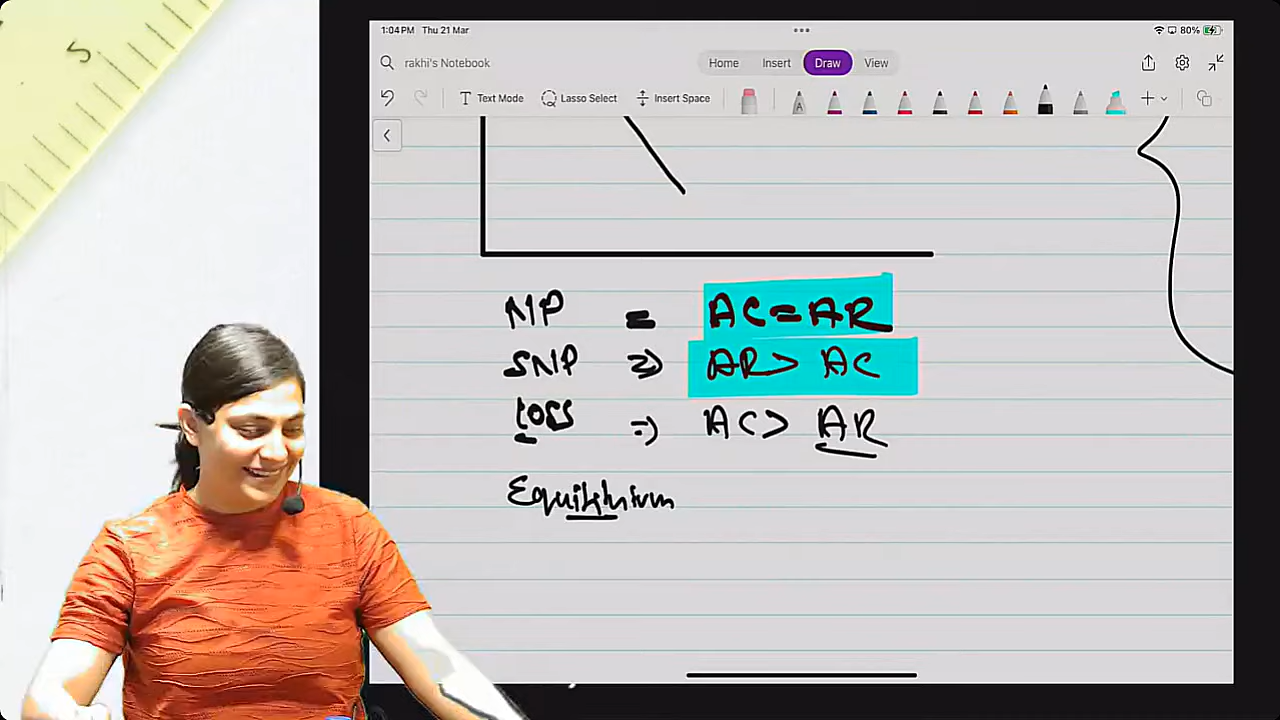 5
1:04 PM Thu 21 Mar
80%
rakhi's Notebook
Home Insert Draw View
Text Mode Lasso Select Insert Space
A
NP = AC = AR
SNP => AR > AC
Loss => AC > AR
Equilibrium